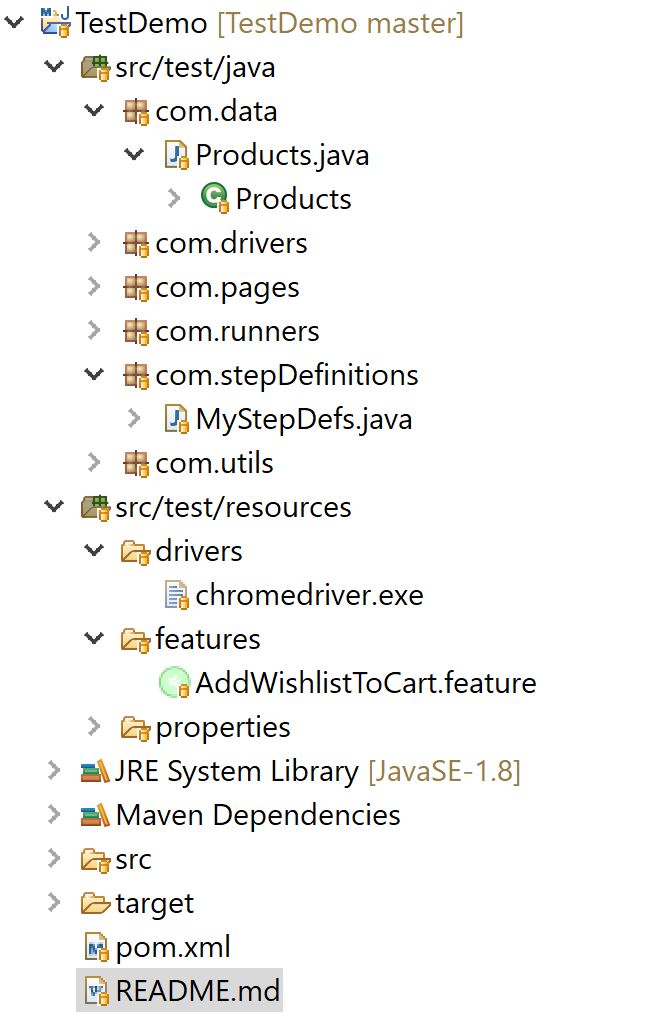 TestDemo [TestDemo master]
src/test/java
com.data
Products.java
Products
com.drivers
com.pages
com.runners
com.stepDefinitions
MyStepDefs.java
com.utils
src/test/resources
drivers
chromedriver.exe
features
AddWishlistToCart.feature
properties
JRE System Library [JavaSE-1.8]
Maven Dependencies
src
target
pom.xml
README.md